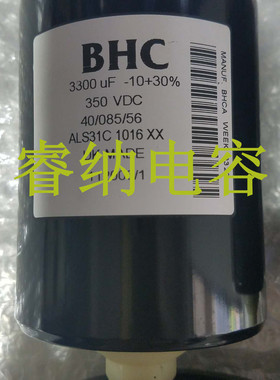 BHC
3300 uF -10+30%
350 VDC
40/085/56
ALS31C 1016 XX
睿纳电容
MANUF. BHCA WEEK